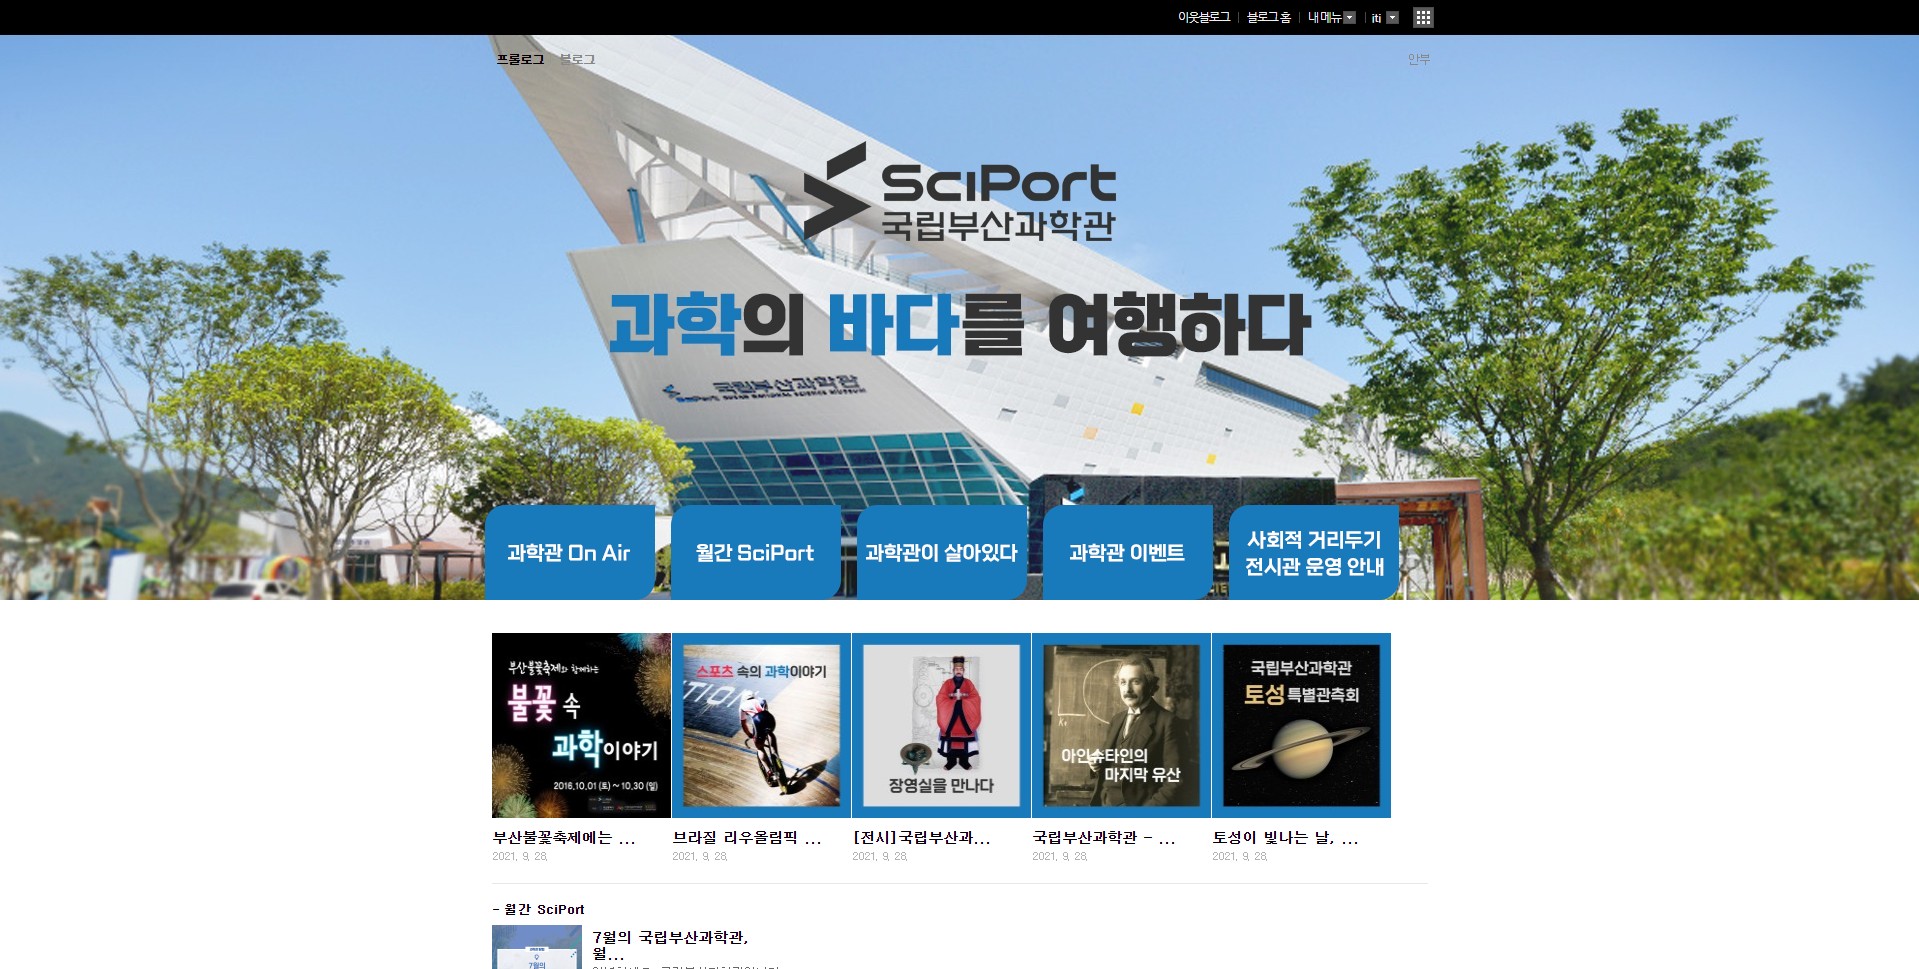 이웃블로그
블로그 홈
내 메뉴
iti
프롤로그
블로그
안부
SciPort
국립부산과학관
과학의 바다를 여행하다
국립부산과학관
SciPort BUSAN NATIONAL SCIENCE MUSEUM
과학관 On Air
월간 SciPort
과학관이 살아있다
과학관 이벤트
사회적 거리두기
전시관 운영 안내
부산불꽃축제와 함께하는
불꽃 속
과학이야기
2016.10.01 (토) ~ 10.30 (일)
스포츠 속의 과학이야기
장영실을 만나다
아인슈타인의
마지막 유산
국립부산과학관
토성 특별관측회
부산불꽃축제에는 ...
브라질 리우올림픽 ...
[전시]국립부산과...
국립부산과학관 - ...
토성이 빛나는 날, ...
2021. 9. 28.
2021. 9. 28.
2021. 9. 28.
2021. 9. 28.
2021. 9. 28.
- 월간 SciPort
7월의 국립부산과학관,
월...
7월의